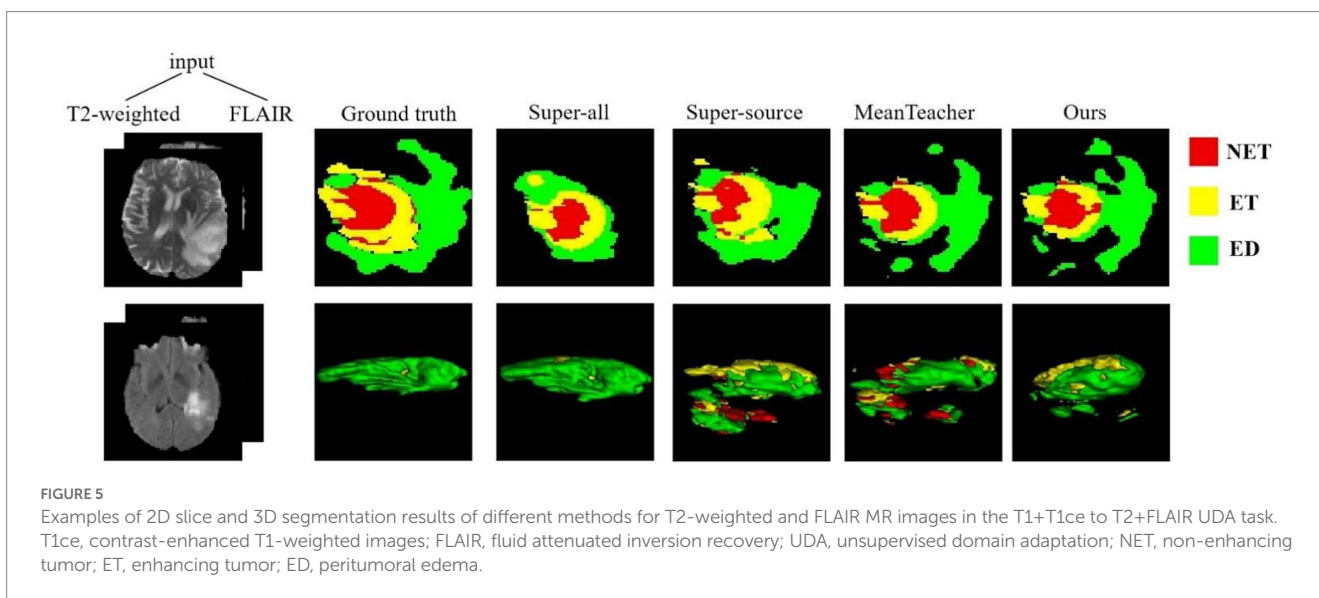 input
T2-weighted FLAIR Ground truth Super-all Super-source MeanTeacher Ours
NET
ET
ED
FIGURE 5
Examples of 2D slice and 3D segmentation results of different methods for T2-weighted and FLAIR MR images in the T1+T1ce to T2+FLAIR UDA task.
T1ce, contrast-enhanced T1-weighted images; FLAIR, fluid attenuated inversion recovery; UDA, unsupervised domain adaptation; NET, non-enhancing
tumor; ET, enhancing tumor; ED, peritumoral edema.